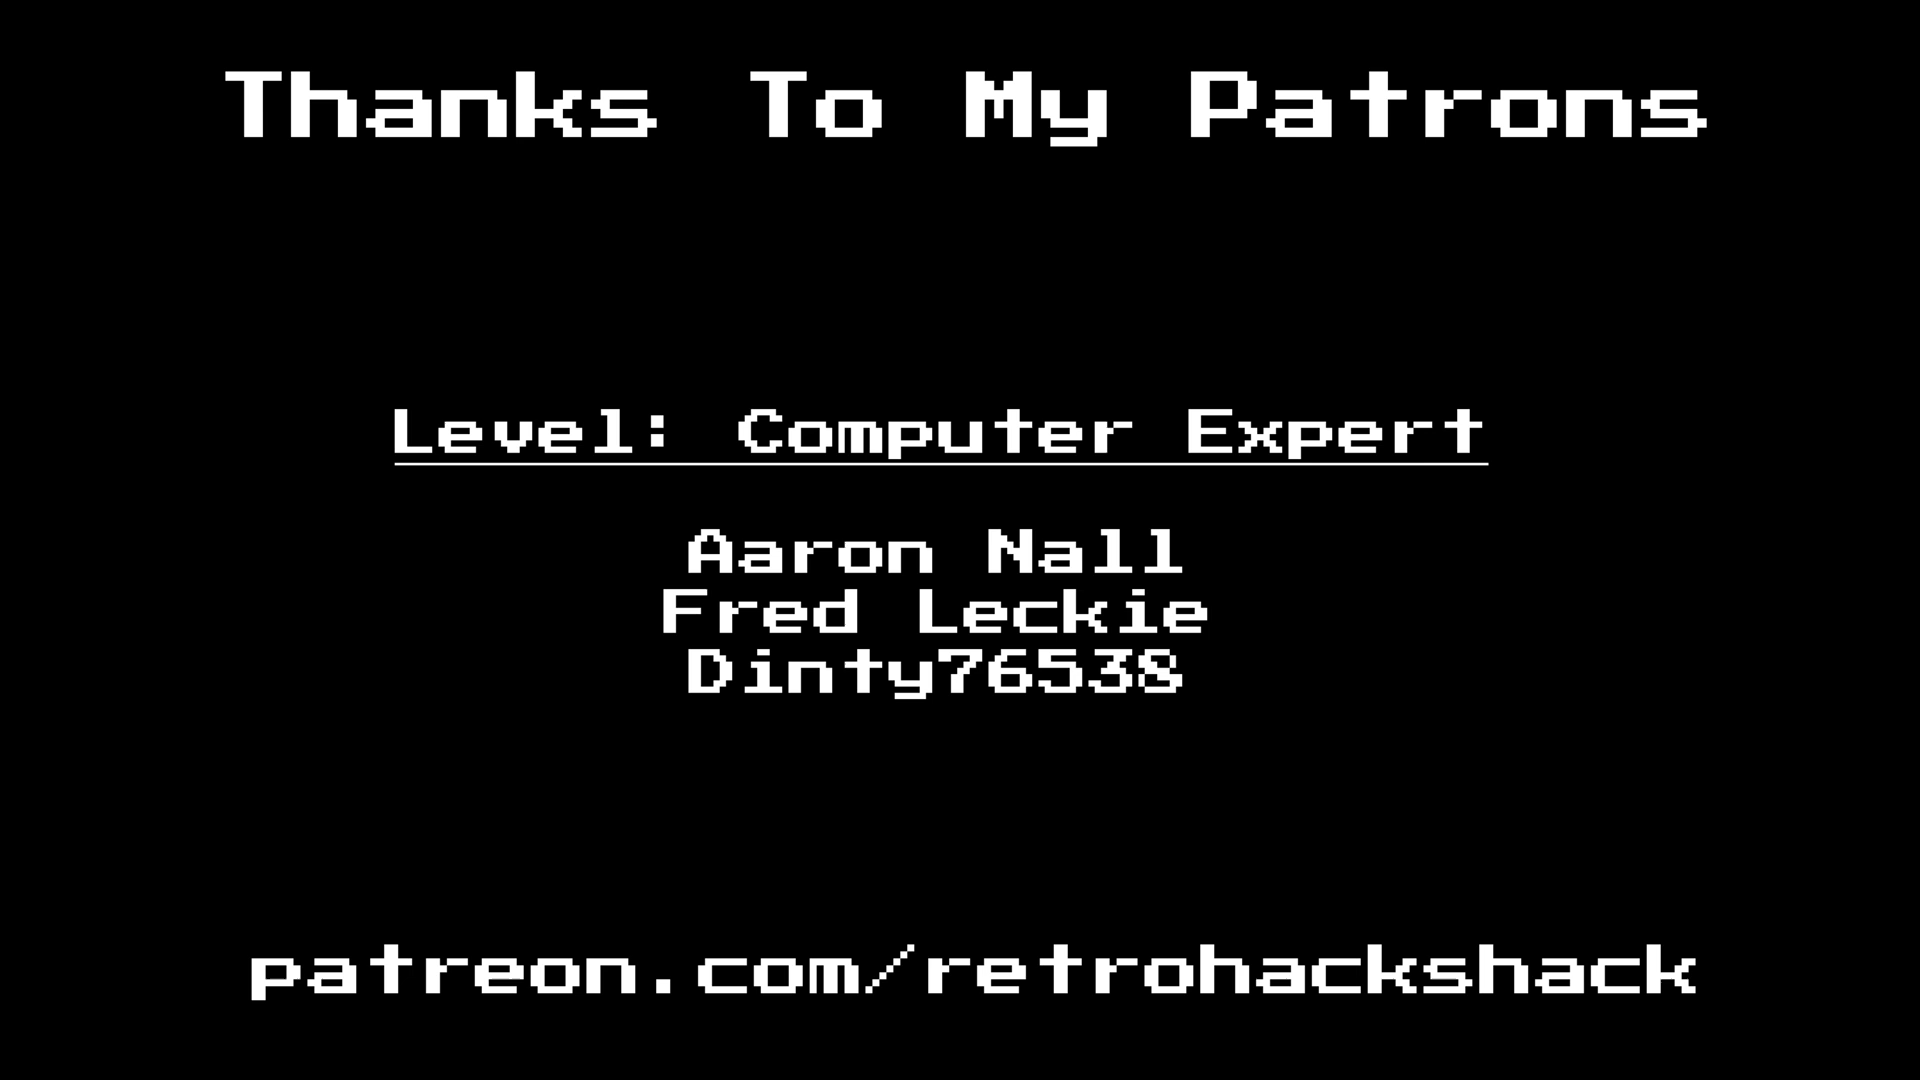 Thanks To My Patrons
Level: Computer Expert
Aaron Nall
Fred Leckie
Dinty76538
patreon.com/retrohackshack